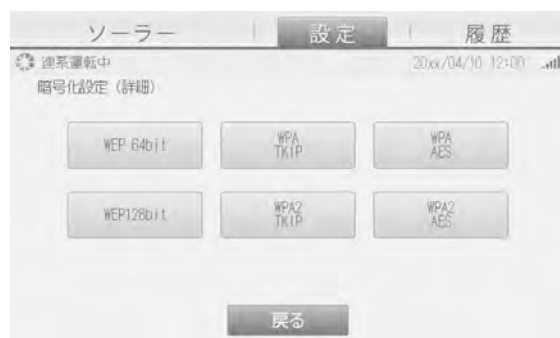 ソーラー 設定 履歴
連系運転中 20xx/04/10 12:00
暗号化設定（詳細）
WEP 64bit WPA TKIP WPA AES
WEP128bit WPA2 TKIP WPA2 AES
戻る